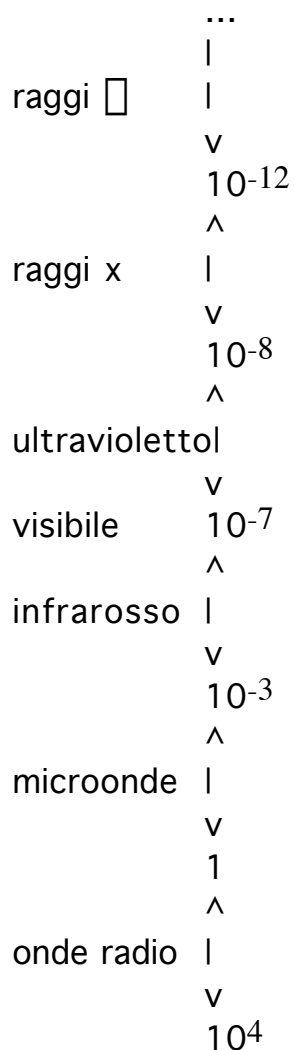 ...
|
raggi □ |
v
10-12
^
raggi x |
v
10-8
^
ultravioletto|
v
visibile 10-7
^
infrarosso |
v
10-3
^
microonde |
v
1
^
onde radio |
v
104